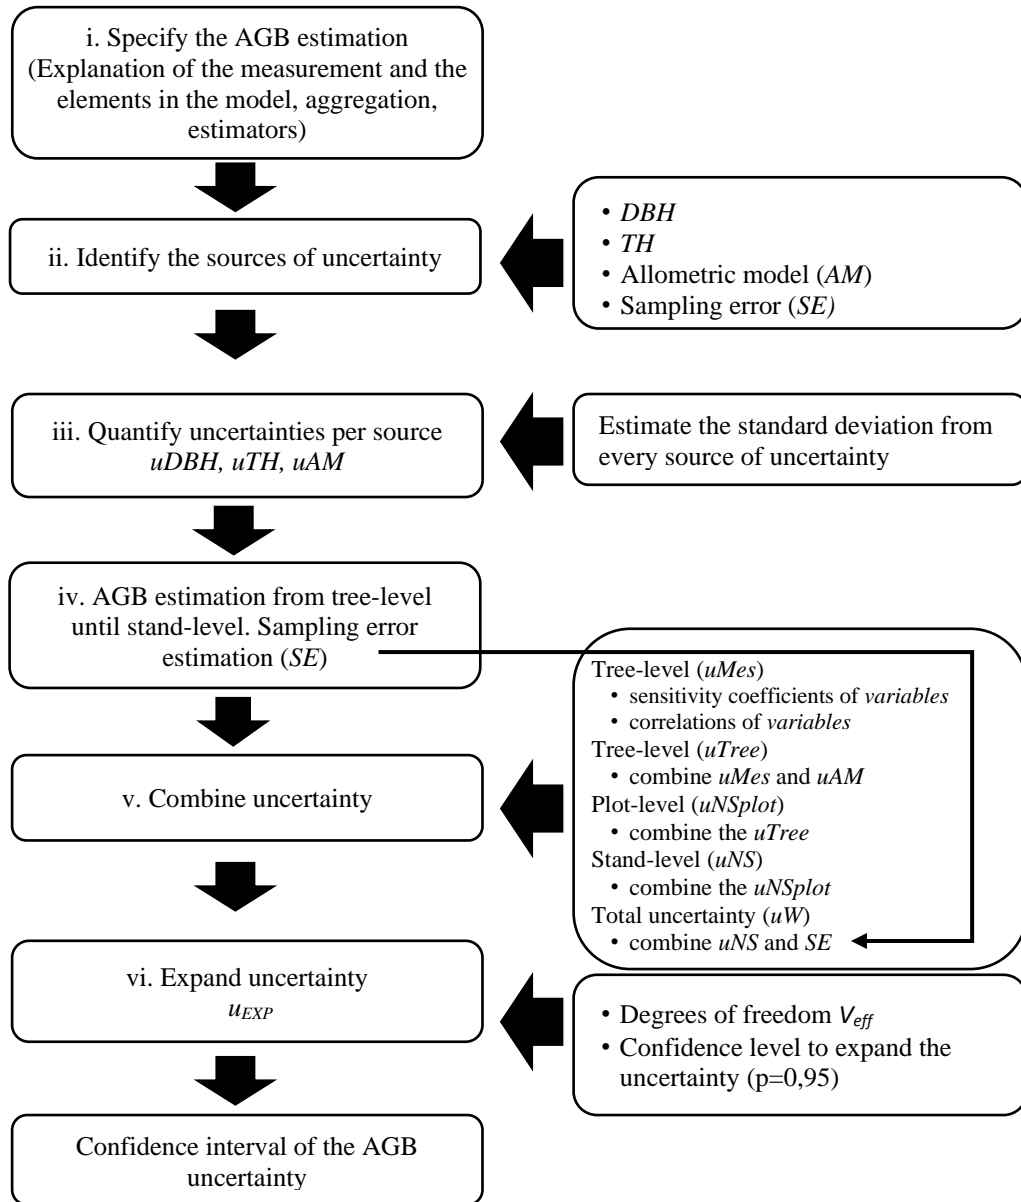 i. Specify the AGB estimation
(Explanation of the measurement and the
elements in the model, aggregation,
estimators)
ii. Identify the sources of uncertainty
• DBH
• TH
• Allometric model (AM)
• Sampling error (SE)
iii. Quantify uncertainties per source
uDBH, uTH, uAM
Estimate the standard deviation from
every source of uncertainty
iv. AGB estimation from tree-level
until stand-level. Sampling error
estimation (SE)
v. Combine uncertainty
Tree-level (uMes)
• sensitivity coefficients of variables
• correlations of variables
Tree-level (uTree)
• combine uMes and uAM
Plot-level (uNSplot)
• combine the uTree
Stand-level (uNS)
• combine the uNSplot
Total uncertainty (uW)
• combine uNS and SE
vi. Expand uncertainty
uEXP
• Degrees of freedom Veff
• Confidence level to expand the
uncertainty (p=0,95)
Confidence interval of the AGB
uncertainty